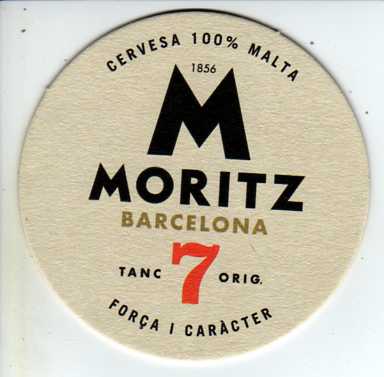 CERVESA 100% MALTA
1856
M
MORITZ
BARCELONA
TANC 7 ORIG.
FORÇA I CARÀCTER